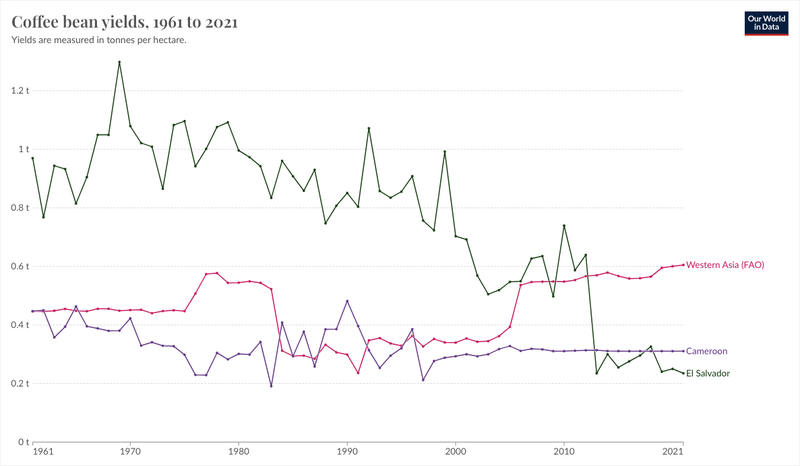 Coffee bean yields, 1961 to 2021
Yields are measured in tonnes per hectare.
Our World
in Data
1.2 t
1 t
0.8 t
0.6 t
0.4 t
0.2 t
0 t
Western Asia (FAO)
Cameroon
El Salvador
1961 1970 1980 1990 2000 2010 2021